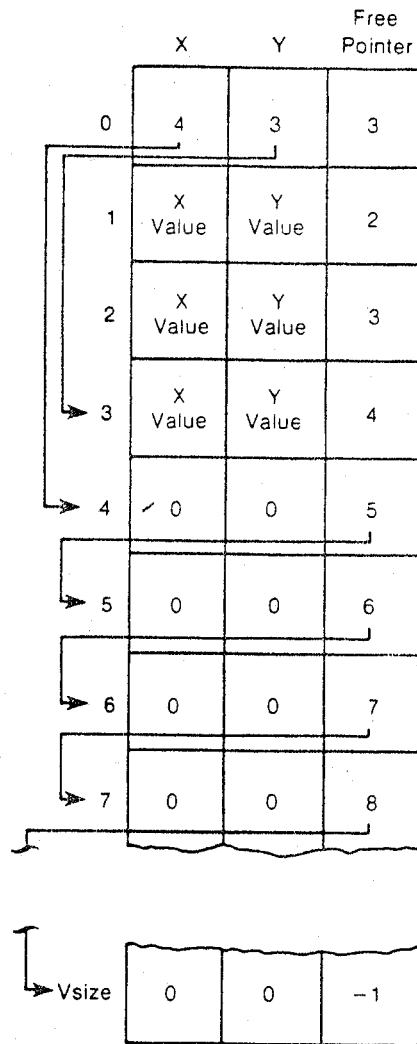 X Y Free Pointer
0 4 3 3
1 X Value Y Value 2
2 X Value Y Value 3
3 X Value Y Value 4
4 0 0 5
5 0 0 6
6 0 0 7
7 0 0 8
Vsize 0 0 −1